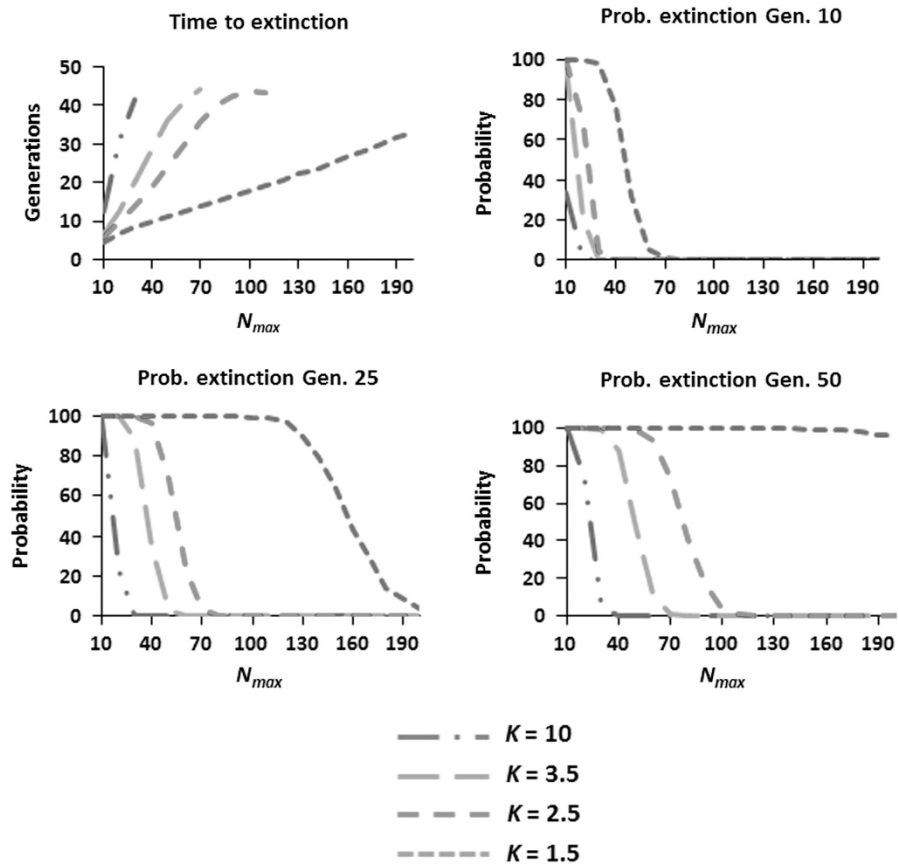 Time to extinction
Prob. extinction Gen. 10
50
40
30
20
10
0
Generations
10 40 70 100 130 160 190
Nmax
100
80
60
40
20
0
Probability
10 40 70 100 130 160 190
Nmax
Prob. extinction Gen. 25
Prob. extinction Gen. 50
100
80
60
40
20
0
Probability
10 40 70 100 130 160 190
Nmax
100
80
60
40
20
0
Probability
10 40 70 100 130 160 190
Nmax
K = 10
K = 3.5
K = 2.5
K = 1.5